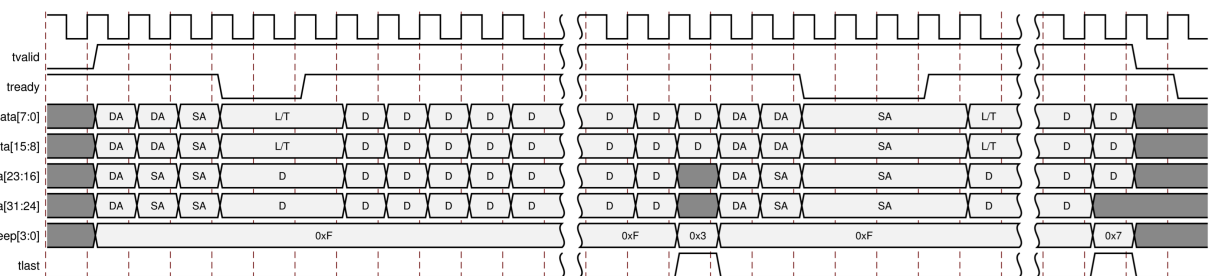 tvalid
tready
ata[7:0] DA DA SA L/T D D D D D D D D DA DA SA L/T D D
ta[15:8] DA DA SA L/T D D D D D D D D DA DA SA L/T D D
a[23:16] DA SA SA D D D D D D D D DA SA SA D D D
a[31:24] DA SA SA D D D D D D D D DA SA SA D D
eep[3:0] 0xF 0xF 0x3 0xF 0x7
tlast